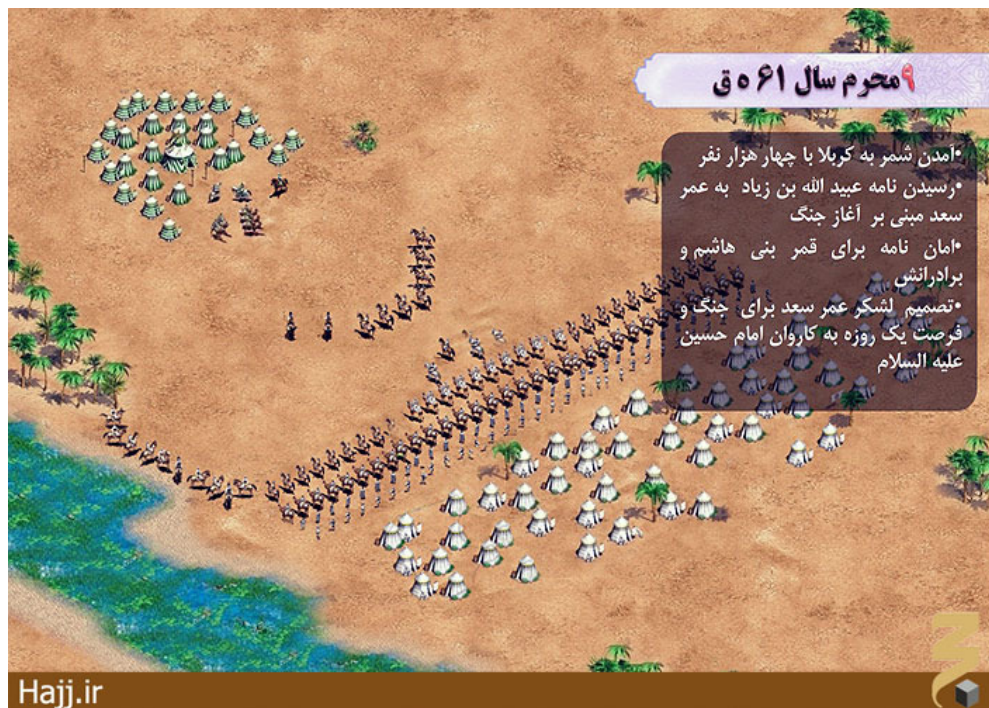 ۹محرم سال ۶۱ ه ق
•آمدن شمر به کربلا با چهار هزار نفر
•رسیدن نامه عبید الله بن زیاد به عمر
سعد مبنی بر آغاز جنگ
•امان نامه برای قمر بنی هاشم و
برادرانش
•تصمیم لشکر عمر سعد برای جنگ و
فرصت یک روزه به کاروان امام حسین
علیه السلام
Hajj.ir